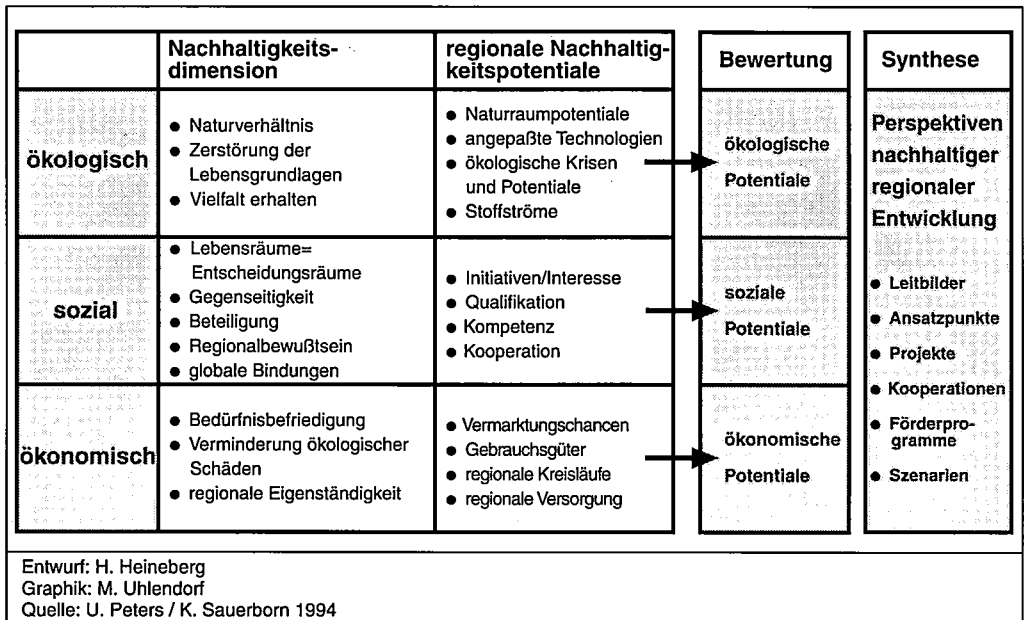 Nachhaltigkeits-
dimension
regionale Nachhaltig-
keitspotentiale
Bewertung
Synthese
ökologisch
● Naturverhältnis
● Zerstörung der
Lebensgrundlagen
● Vielfalt erhalten
● Naturraumpotentiale
● angepaßte Technologien
● ökologische Krisen
und Potentiale
● Stoffströme
ökologische
Potentiale
sozial
● Lebensräume=
Entscheidungsräume
● Gegenseitigkeit
● Beteiligung
● Regionalbewußtsein
● globale Bindungen
● Initiativen/Interesse
● Qualifikation
● Kompetenz
● Kooperation
soziale
Potentiale
ökonomisch
● Bedürfnisbefriedigung
● Verminderung ökologischer
Schäden
● regionale Eigenständigkeit
● Vermarktungschancen
● Gebrauchsgüter
● regionale Kreisläufe
● regionale Versorgung
ökonomische
Potentiale
Perspektiven
nachhaltiger
regionaler
Entwicklung
● Leitbilder
● Ansatzpunkte
● Projekte
● Kooperationen
● Förderpro-
gramme
● Szenarien
Entwurf: H. Heineberg
Graphik: M. Uhlendorf
Quelle: U. Peters / K. Sauerborn 1994